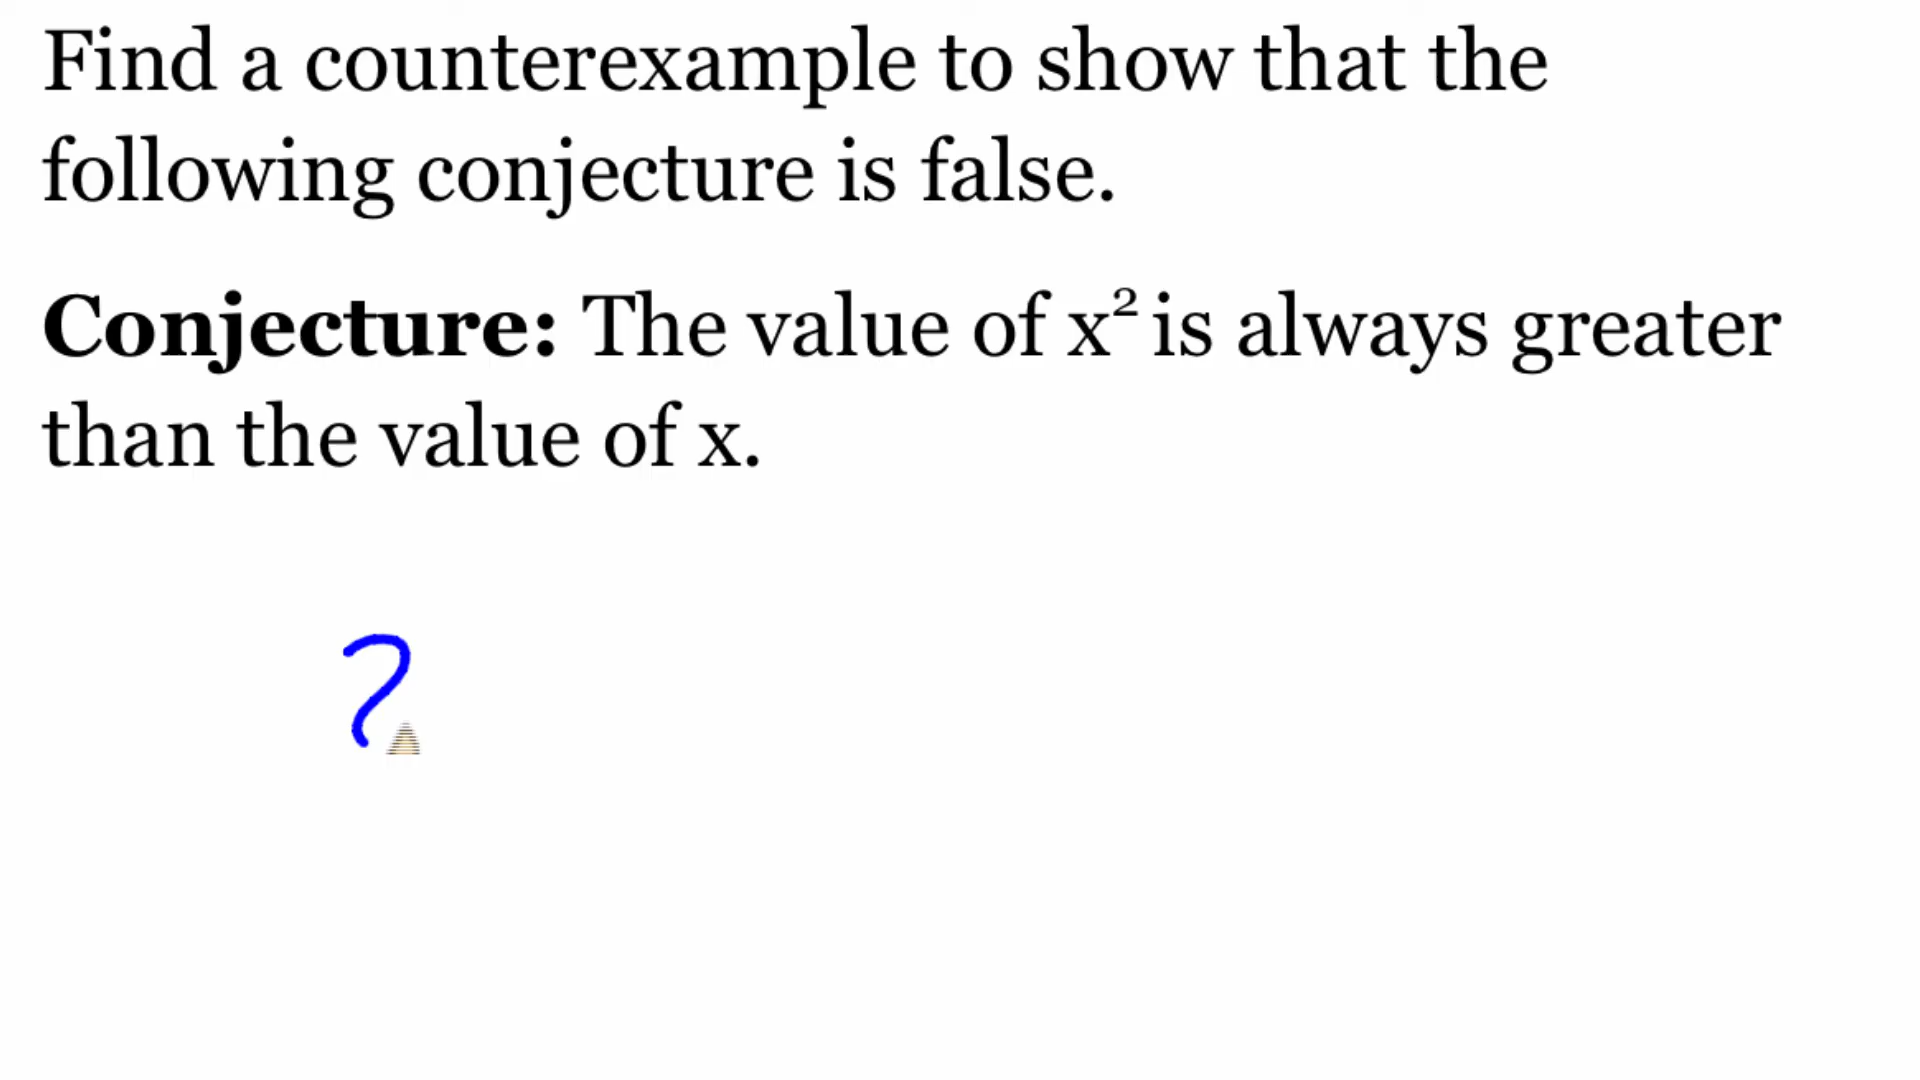 Find a counterexample to show that the
following conjecture is false.
Conjecture: The value of x² is always greater
than the value of x.
?